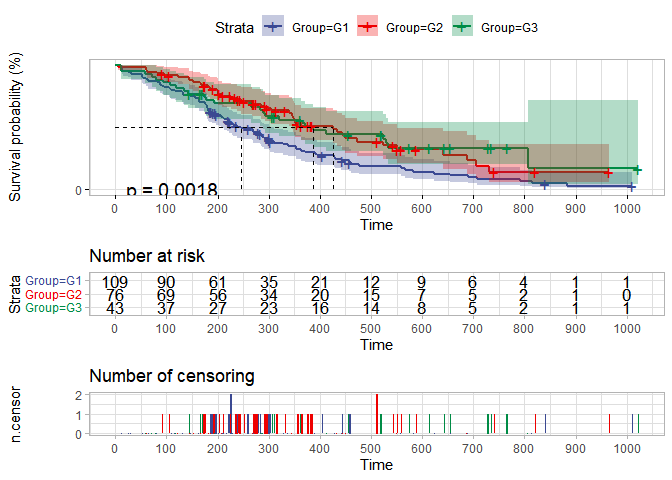 Strata Group=G1 Group=G2 Group=G3
Survival probability (%)
0
p = 0.0018
0 100 200 300 400 500 600 700 800 900 1000
Time
Number at risk
Strata
Group=G1 109 90 61 35 21 12 9 6 4 1 1
Group=G2 76 69 56 34 20 15 7 5 2 1 0
Group=G3 43 37 27 23 16 14 8 5 2 1 1
0 100 200 300 400 500 600 700 800 900 1000
Time
Number of censoring
n.censor
2
1
0
0 100 200 300 400 500 600 700 800 900 1000
Time